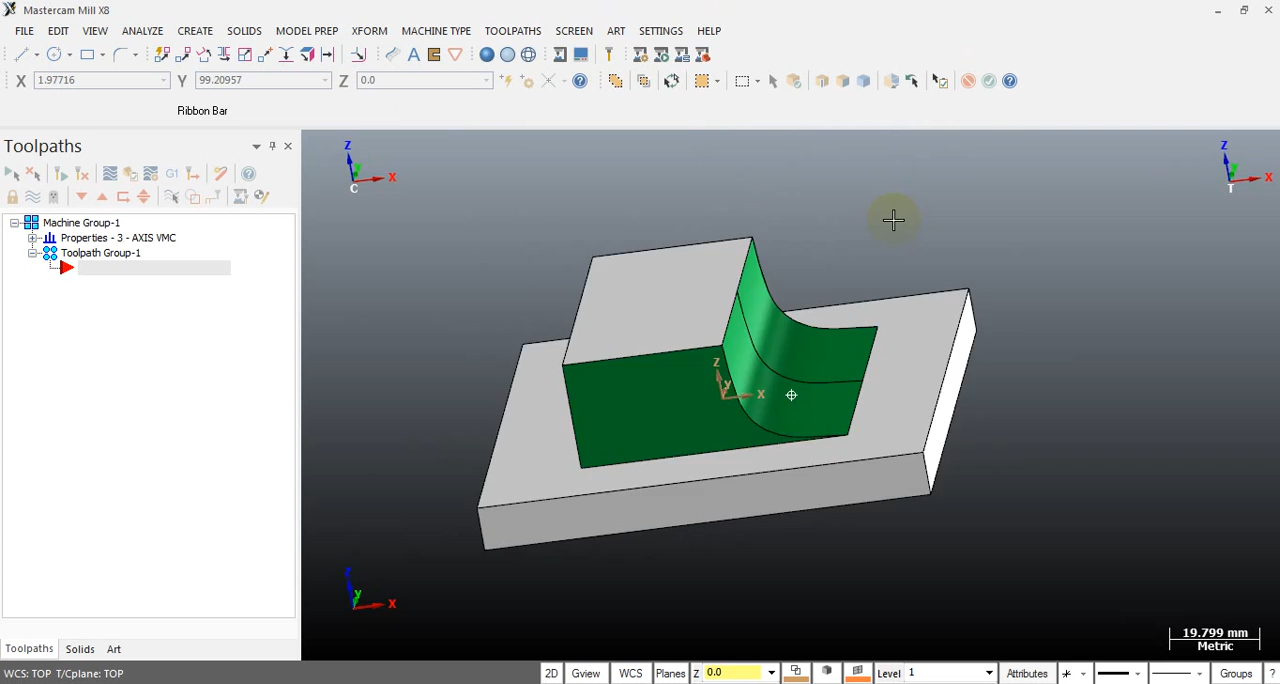 Mastercam Mill X8
FILE EDIT VIEW ANALYZE CREATE SOLIDS MODEL PREP XFORM MACHINE TYPE TOOLPATHS SCREEN ART SETTINGS HELP
X 1.97716 Y 99.20957 Z 0.0
Ribbon Bar
Toolpaths
G1
Machine Group-1
Properties - 3 - AXIS VMC
Toolpath Group-1
Z
Y
X
C
Z
Y
X
T
Z
Y
X
Z
Y
X
19.799 mm
Metric
Toolpaths Solids Art
WCS: TOP T/Cplane: TOP
2D Gview WCS Planes Z 0.0 Level 1 Attributes Groups ?